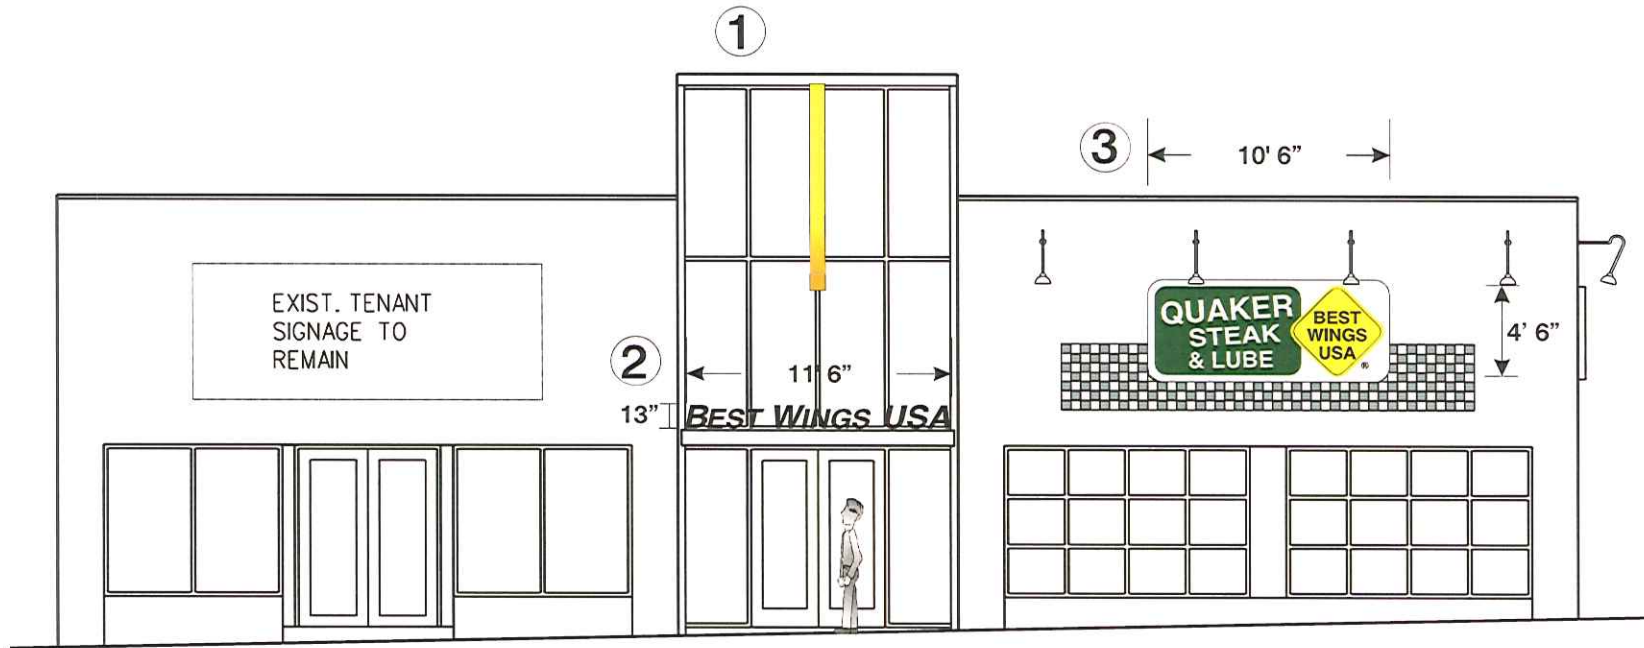 1
3
10' 6”
EXIST. TENANT
SIGNAGE TO
REMAIN
QUAKER
STEAK
& LUBE
BEST
WINGS
USA
®
4’ 6”
2
11' 6”
13”
BEST WINGS USA